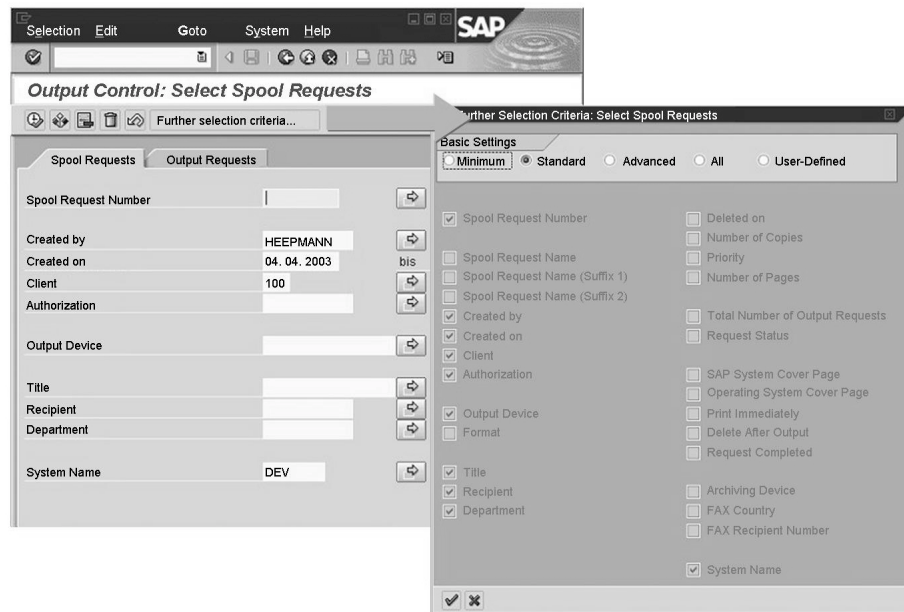 Selection Edit Goto System Help
SAP
Output Control: Select Spool Requests
Further selection criteria...
Spool Requests Output Requests
Spool Request Number
Created by HEEPMANN
Created on 04. 04. 2003 bis
Client 100
Authorization
Output Device
Title
Recipient
Department
System Name DEV
Further Selection Criteria: Select Spool Requests
Basic Settings
Minimum Standard Advanced All User-Defined
Spool Request Number
Spool Request Name
Spool Request Name (Suffix 1)
Spool Request Name (Suffix 2)
Created by
Created on
Client
Authorization
Output Device
Format
Title
Recipient
Department
Deleted on
Number of Copies
Priority
Number of Pages
Total Number of Output Requests
Request Status
SAP System Cover Page
Operating System Cover Page
Print Immediately
Delete After Output
Request Completed
Archiving Device
FAX Country
FAX Recipient Number
System Name